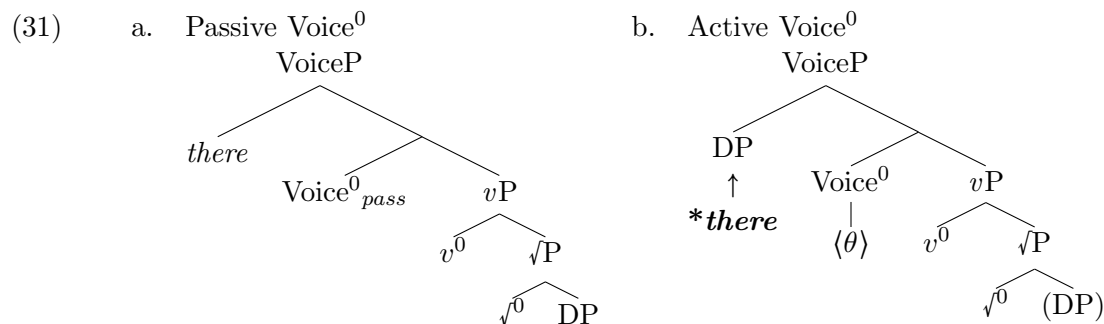 (31) a. Passive Voice⁰ b. Active Voice⁰
VoiceP VoiceP
there DP
Voice⁰pass vP ↑ Voice⁰ vP
*there
v⁰ √P ⟨θ⟩ v⁰ √P
√⁰ DP √⁰ (DP)